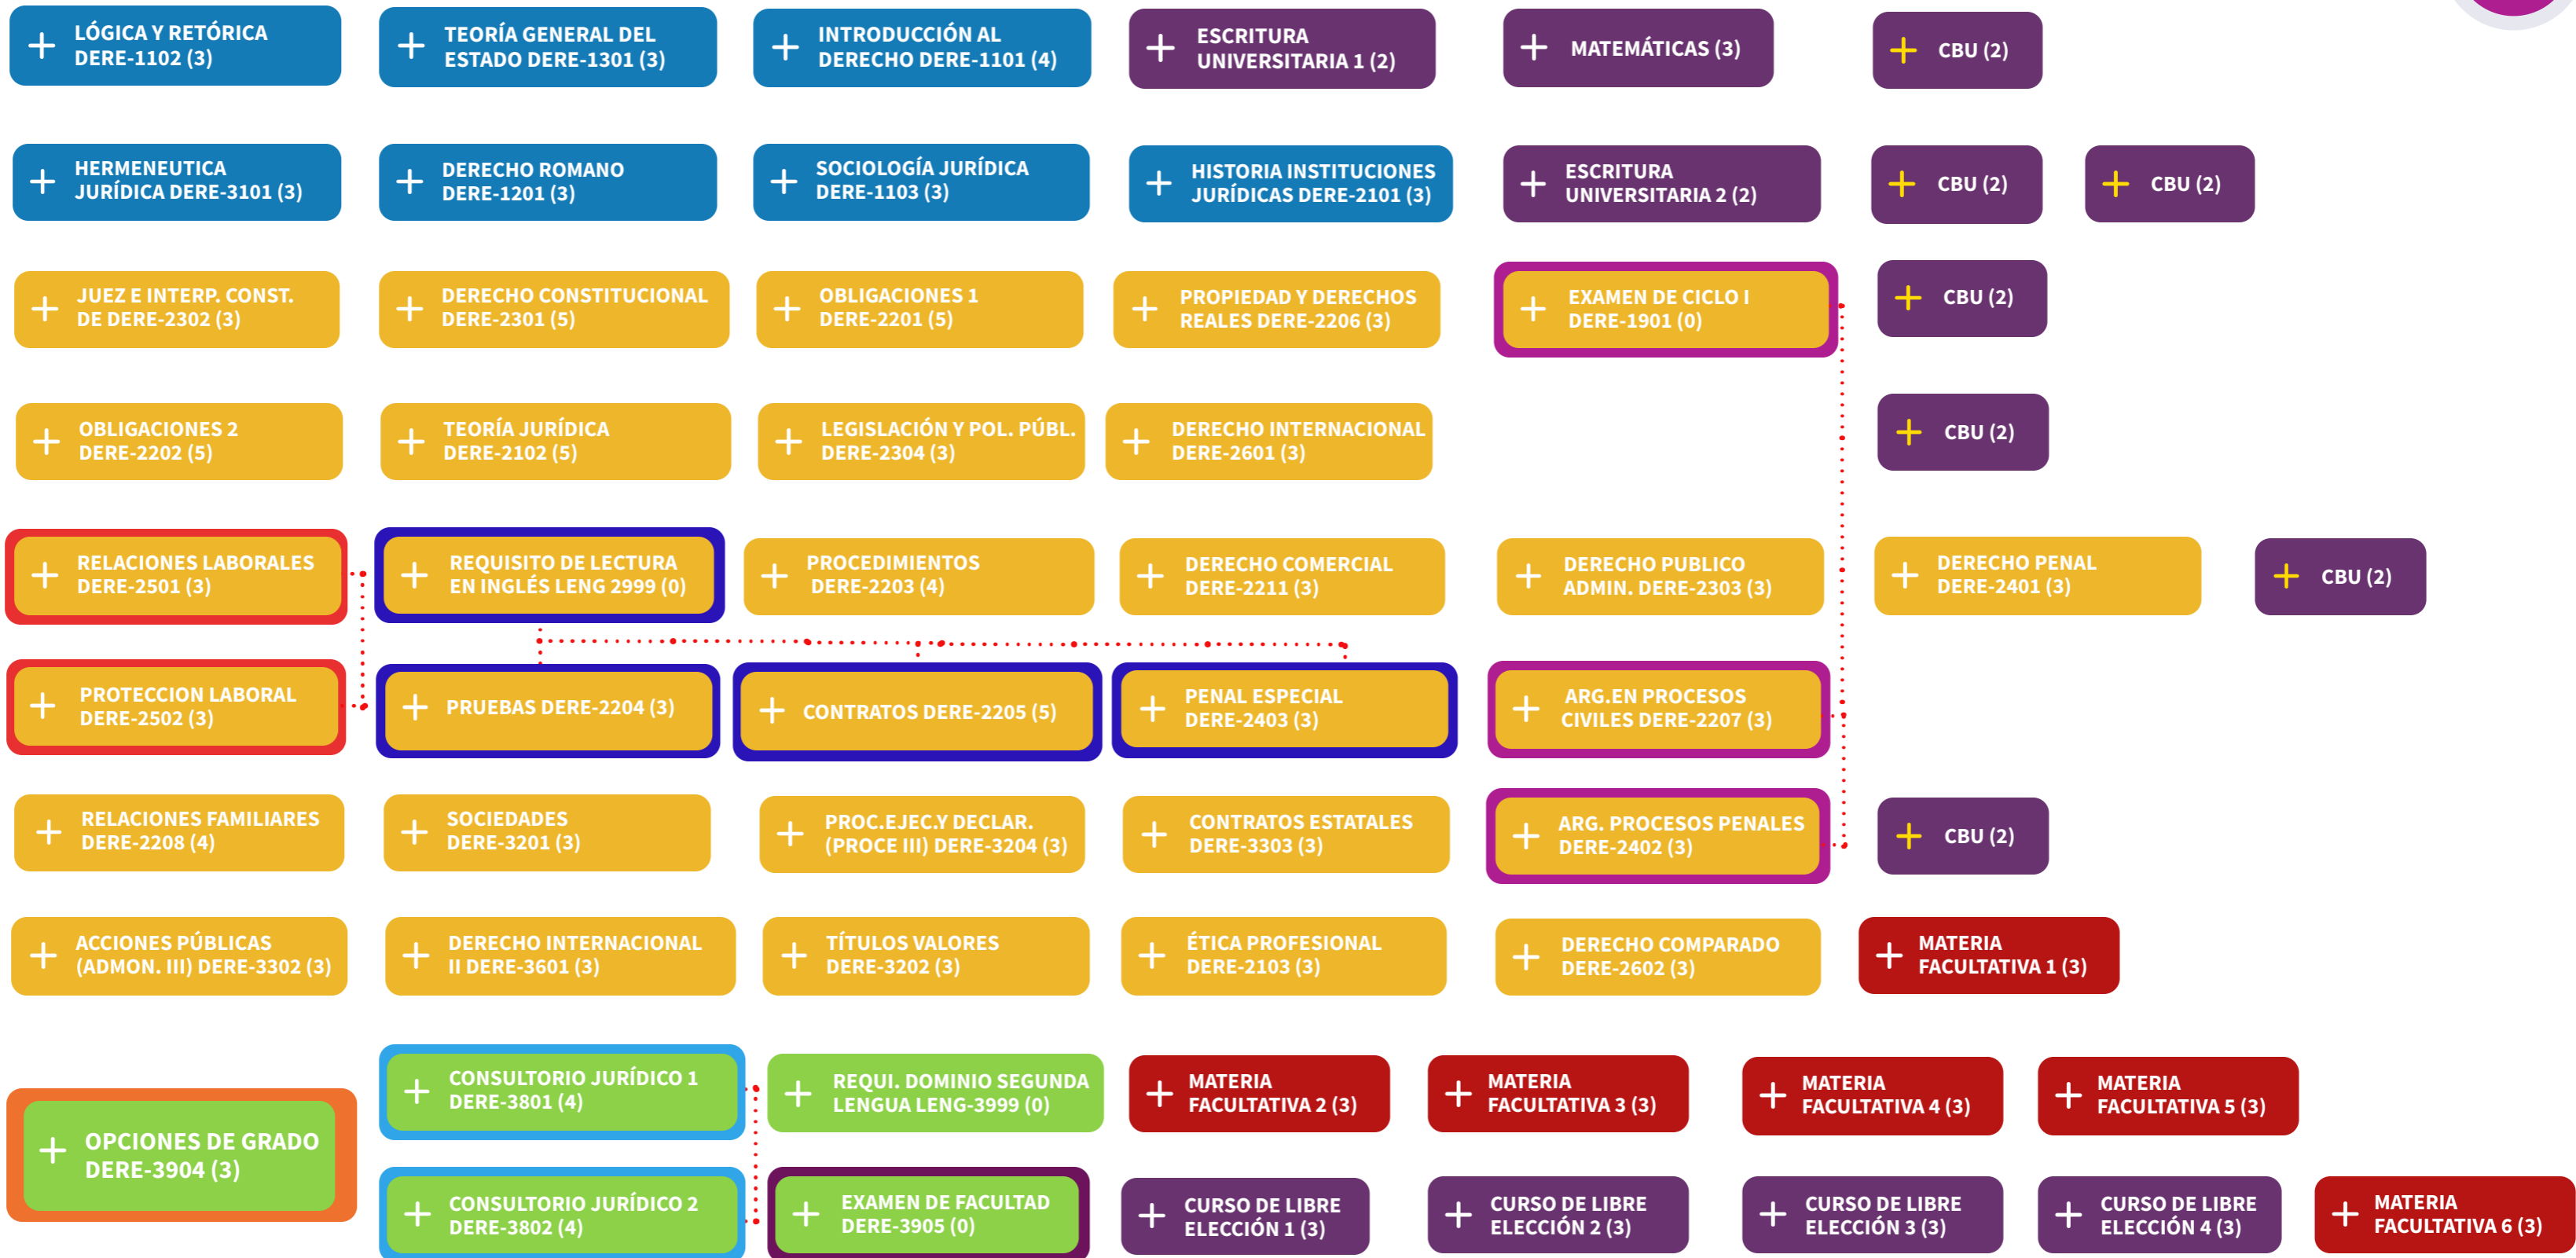 LÓGICA Y RETÓRICA
DERE-1102 (3)
TEORÍA GENERAL DEL
ESTADO DERE-1301 (3)
INTRODUCCIÓN AL
DERECHO DERE-1101 (4)
ESCRITURA
UNIVERSITARIA 1 (2)
MATEMÁTICAS (3)
CBU (2)
HERMENEUTICA
JURÍDICA DERE-3101 (3)
DERECHO ROMANO
DERE-1201 (3)
SOCIOLOGÍA JURÍDICA
DERE-1103 (3)
HISTORIA INSTITUCIONES
JURÍDICAS DERE-2101 (3)
ESCRITURA
UNIVERSITARIA 2 (2)
CBU (2)
CBU (2)
JUEZ E INTERP. CONST.
DE DERE-2302 (3)
DERECHO CONSTITUCIONAL
DERE-2301 (5)
OBLIGACIONES 1
DERE-2201 (5)
PROPIEDAD Y DERECHOS
REALES DERE-2206 (3)
EXAMEN DE CICLO I
DERE-1901 (0)
CBU (2)
OBLIGACIONES 2
DERE-2202 (5)
TEORÍA JURÍDICA
DERE-2102 (5)
LEGISLACIÓN Y POL. PÚBL.
DERE-2304 (3)
DERECHO INTERNACIONAL
DERE-2601 (3)
CBU (2)
RELACIONES LABORALES
DERE-2501 (3)
REQUISITO DE LECTURA
EN INGLÉS LENG 2999 (0)
PROCEDIMIENTOS
DERE-2203 (4)
DERECHO COMERCIAL
DERE-2211 (3)
DERECHO PUBLICO
ADMIN. DERE-2303 (3)
DERECHO PENAL
DERE-2401 (3)
CBU (2)
PROTECCION LABORAL
DERE-2502 (3)
PRUEBAS DERE-2204 (3)
CONTRATOS DERE-2205 (5)
PENAL ESPECIAL
DERE-2403 (3)
ARG.EN PROCESOS
CIVILES DERE-2207 (3)
RELACIONES FAMILIARES
DERE-2208 (4)
SOCIEDADES
DERE-3201 (3)
PROC.EJEC.Y DECLAR.
(PROCE III) DERE-3204 (3)
CONTRATOS ESTATALES
DERE-3303 (3)
ARG. PROCESOS PENALES
DERE-2402 (3)
CBU (2)
ACCIONES PÚBLICAS
(ADMON. III) DERE-3302 (3)
DERECHO INTERNACIONAL
II DERE-3601 (3)
TÍTULOS VALORES
DERE-3202 (3)
ÉTICA PROFESIONAL
DERE-2103 (3)
DERECHO COMPARADO
DERE-2602 (3)
MATERIA
FACULTATIVA 1 (3)
OPCIONES DE GRADO
DERE-3904 (3)
CONSULTORIO JURÍDICO 1
DERE-3801 (4)
REQUI. DOMINIO SEGUNDA
LENGUA LENG-3999 (0)
MATERIA
FACULTATIVA 2 (3)
MATERIA
FACULTATIVA 3 (3)
MATERIA
FACULTATIVA 4 (3)
MATERIA
FACULTATIVA 5 (3)
CONSULTORIO JURÍDICO 2
DERE-3802 (4)
EXAMEN DE FACULTAD
DERE-3905 (0)
CURSO DE LIBRE
ELECCIÓN 1 (3)
CURSO DE LIBRE
ELECCIÓN 2 (3)
CURSO DE LIBRE
ELECCIÓN 3 (3)
CURSO DE LIBRE
ELECCIÓN 4 (3)
MATERIA
FACULTATIVA 6 (3)